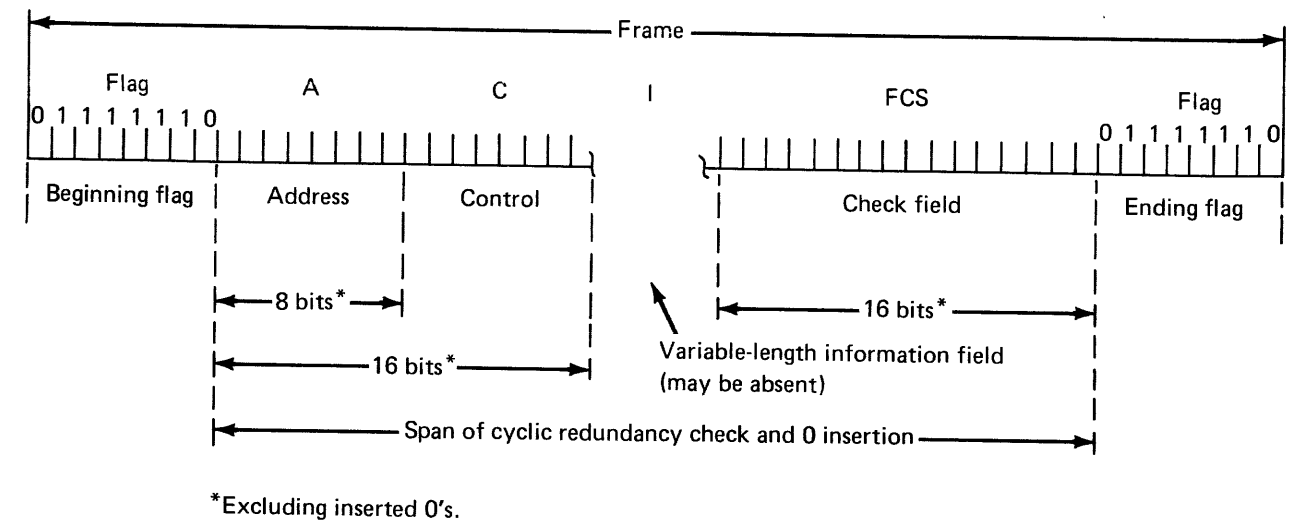 Frame
Flag A C I FCS Flag
0 1 1 1 1 1 1 0 0 1 1 1 1 1 1 0
Beginning flag Address Control Check field Ending flag
8 bits* 16 bits*
16 bits*
Variable-length information field
(may be absent)
Span of cyclic redundancy check and 0 insertion
*Excluding inserted 0's.